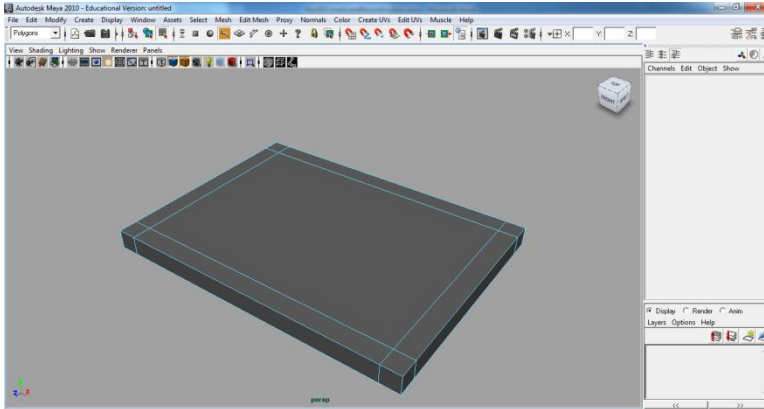 Autodesk Maya 2010 - Educational Version: untitled
File Edit Modify Create Display Window Assets Select Mesh Edit Mesh Proxy Normals Color Create UVs Edit UVs Muscle Help
Polygons X: Y: Z:
View Shading Lighting Show Renderer Panels
Channels Edit Object Show
TOP
FRONT
Display Render Anim
Layers Options Help
persp
<< >>